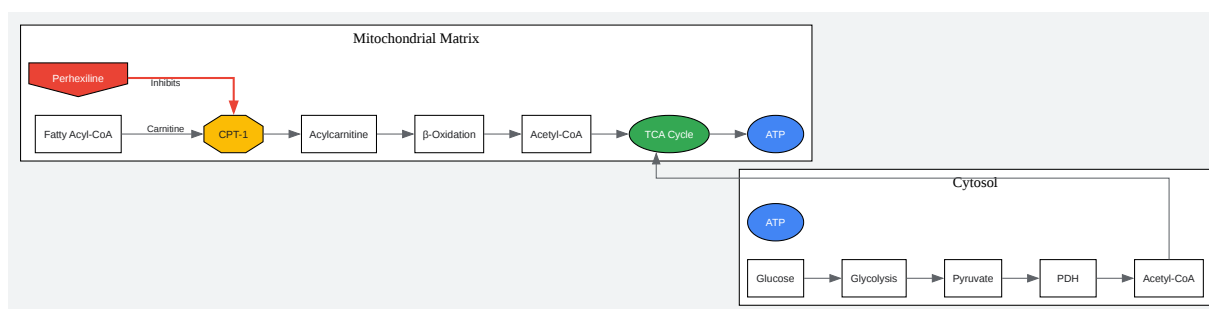 Mitochondrial Matrix
Perhexiline
Inhibits
Fatty Acyl-CoA
Carnitine
CPT-1
Acylcarnitine
β-Oxidation
Acetyl-CoA
TCA Cycle
ATP
Cytosol
ATP
Glucose
Glycolysis
Pyruvate
PDH
Acetyl-CoA